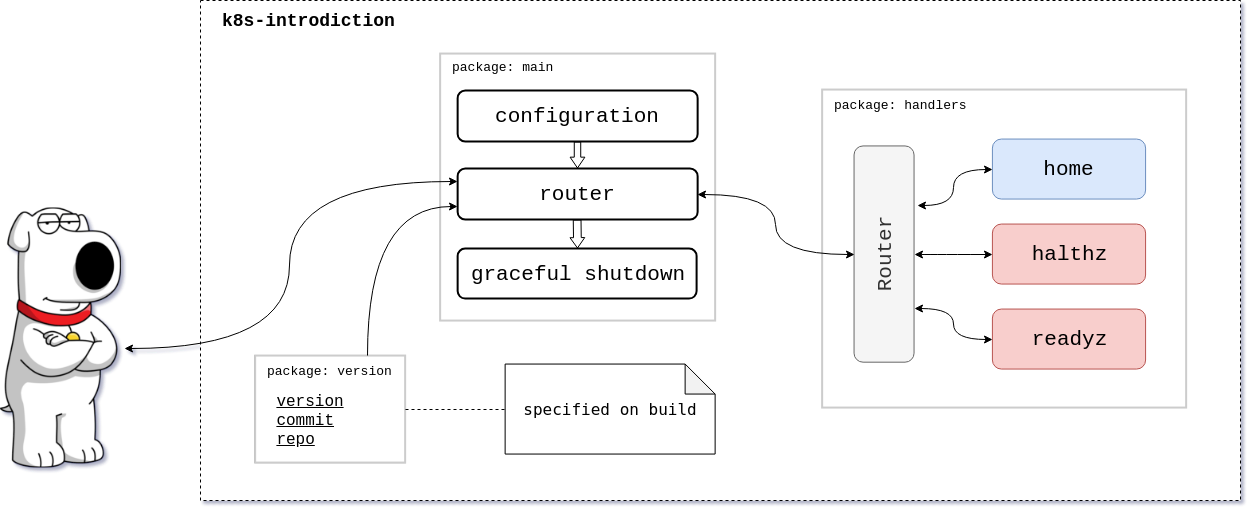 k8s-introdiction
package: main
configuration
router
graceful shutdown
package: handlers
Router
home
halthz
readyz
package: version
version
commit
repo
specified on build